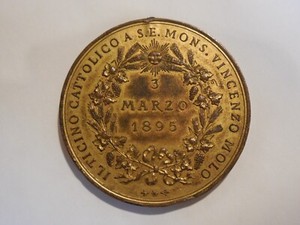 IL TICINO CATTOLICO A S.E. MONS. VINCENZO MOLO
3
MARZO
1895